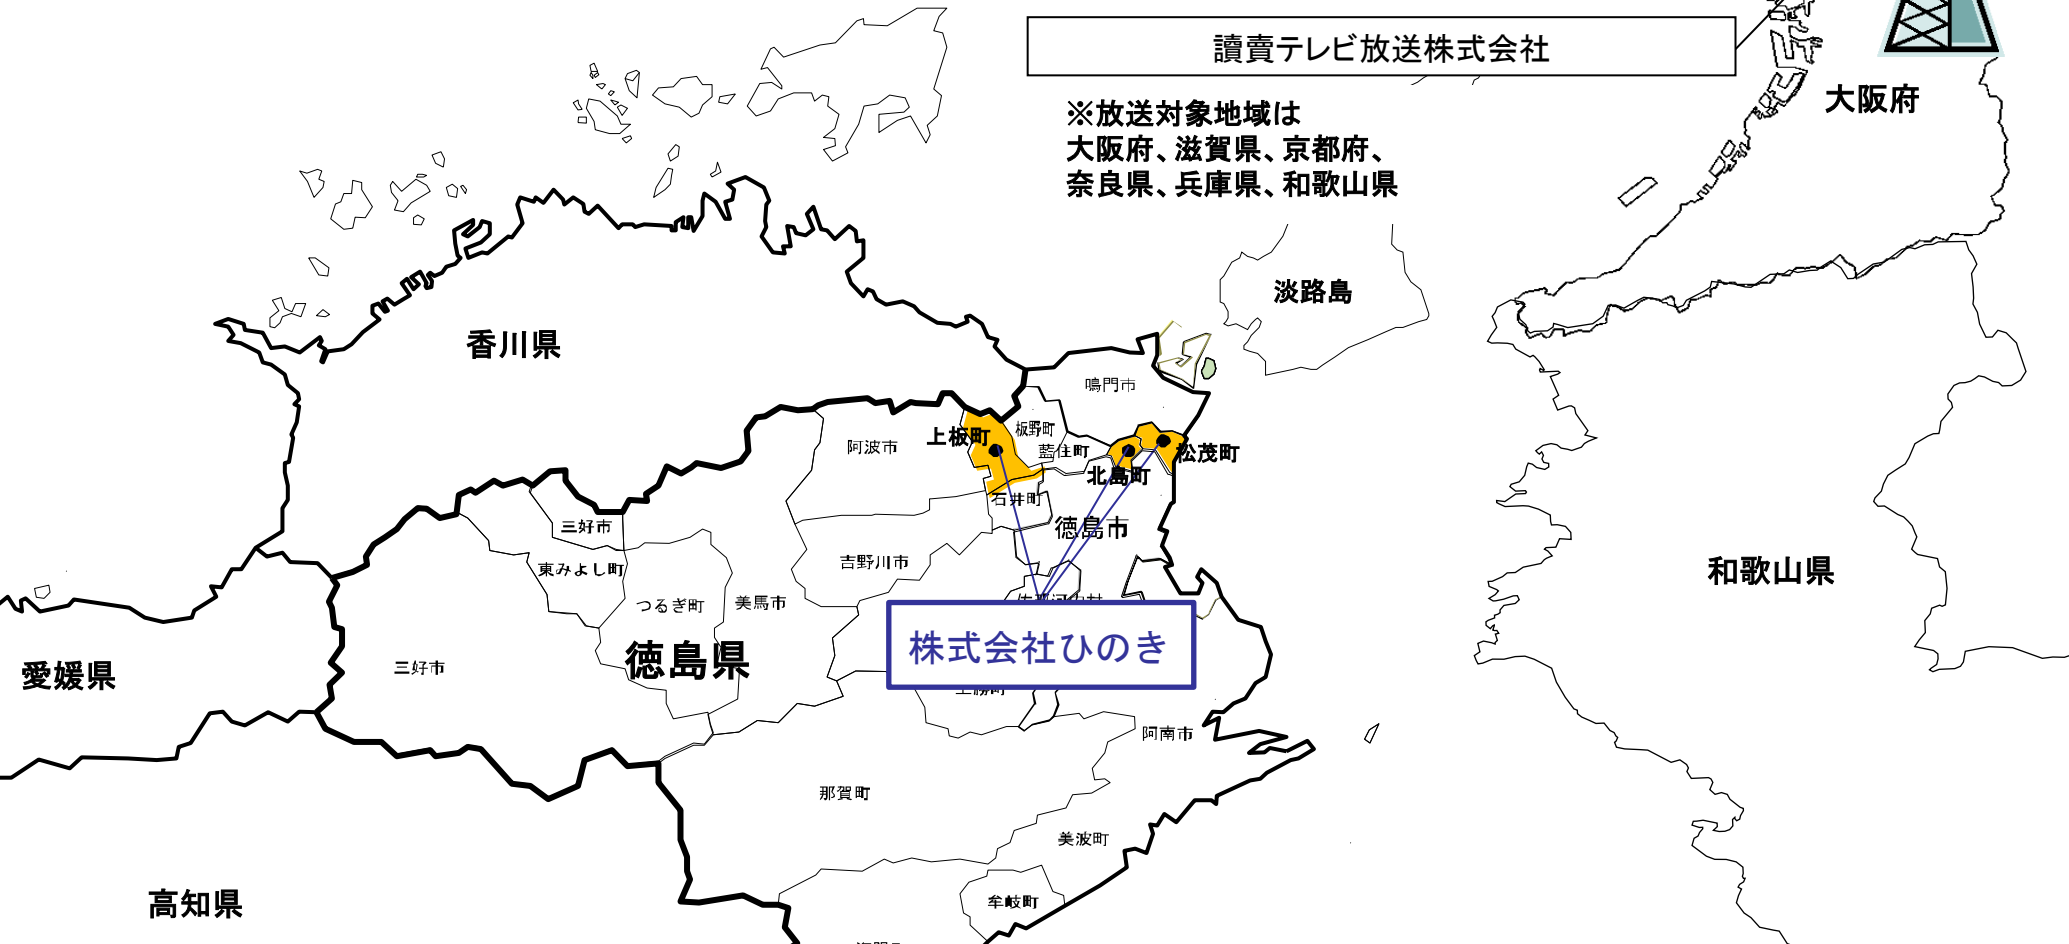 讀賣テレビ放送株式会社
大阪府
※放送対象地域は
大阪府、滋賀県、京都府、
奈良県、兵庫県、和歌山県
淡路島
香川県
鳴門市
板野町
上板町
阿波市
藍住町
松茂町
北島町
石井町
徳島市
三好市
東みよし町
吉野川市
つるぎ町
美馬市
和歌山県
株式会社ひのき
徳島県
三好市
愛媛県
阿南市
那賀町
美波町
牟岐町
高知県